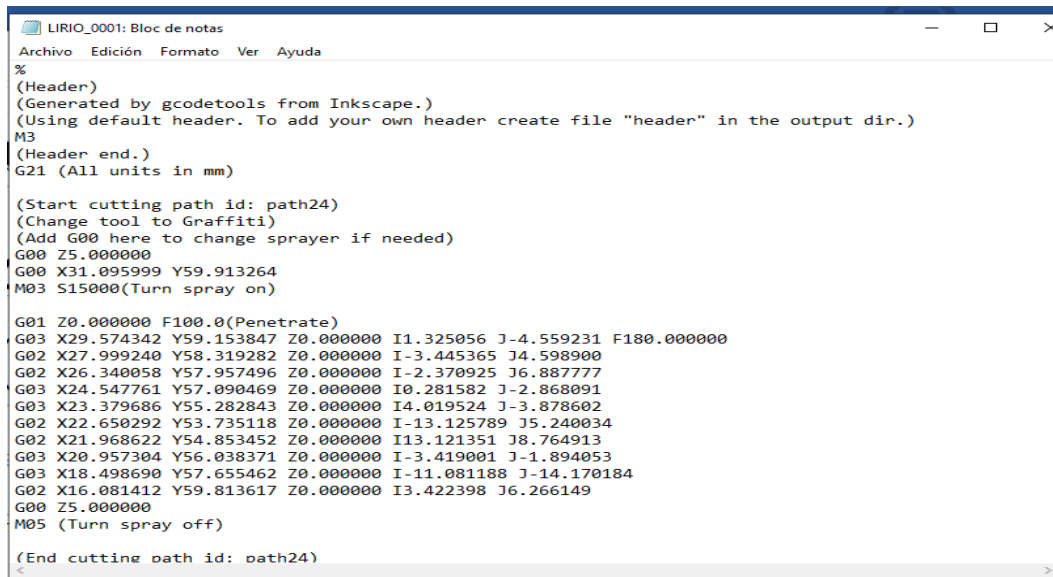 LIRIO_0001: Bloc de notas
Archivo Edición Formato Ver Ayuda
%
(Header)
(Generated by gcodetools from Inkscape.)
(Using default header. To add your own header create file "header" in the output dir.)
M3
(Header end.)
G21 (All units in mm)
(Start cutting path id: path24)
(Change tool to Graffiti)
(Add G00 here to change sprayer if needed)
G00 Z5.000000
G00 X31.095999 Y59.913264
M03 S15000(Turn spray on)
G01 Z0.000000 F100.0(Penetrate)
G03 X29.574342 Y59.153847 Z0.000000 I1.325056 J-4.559231 F180.000000
G02 X27.999240 Y58.319282 Z0.000000 I-3.445365 J4.598900
G02 X26.340058 Y57.957496 Z0.000000 I-2.370925 J6.887777
G03 X24.547761 Y57.090469 Z0.000000 I0.281582 J-2.868091
G03 X23.379686 Y55.282843 Z0.000000 I4.019524 J-3.878602
G02 X22.650292 Y53.735118 Z0.000000 I-13.125789 J5.240034
G02 X21.968622 Y54.853452 Z0.000000 I13.121351 J8.764913
G03 X20.957304 Y56.038371 Z0.000000 I-3.419001 J-1.894053
G03 X18.498690 Y57.655462 Z0.000000 I-11.081188 J-14.170184
G02 X16.081412 Y59.813617 Z0.000000 I3.422398 J6.266149
G00 Z5.000000
M05 (Turn spray off)
(End cutting path id: path24)